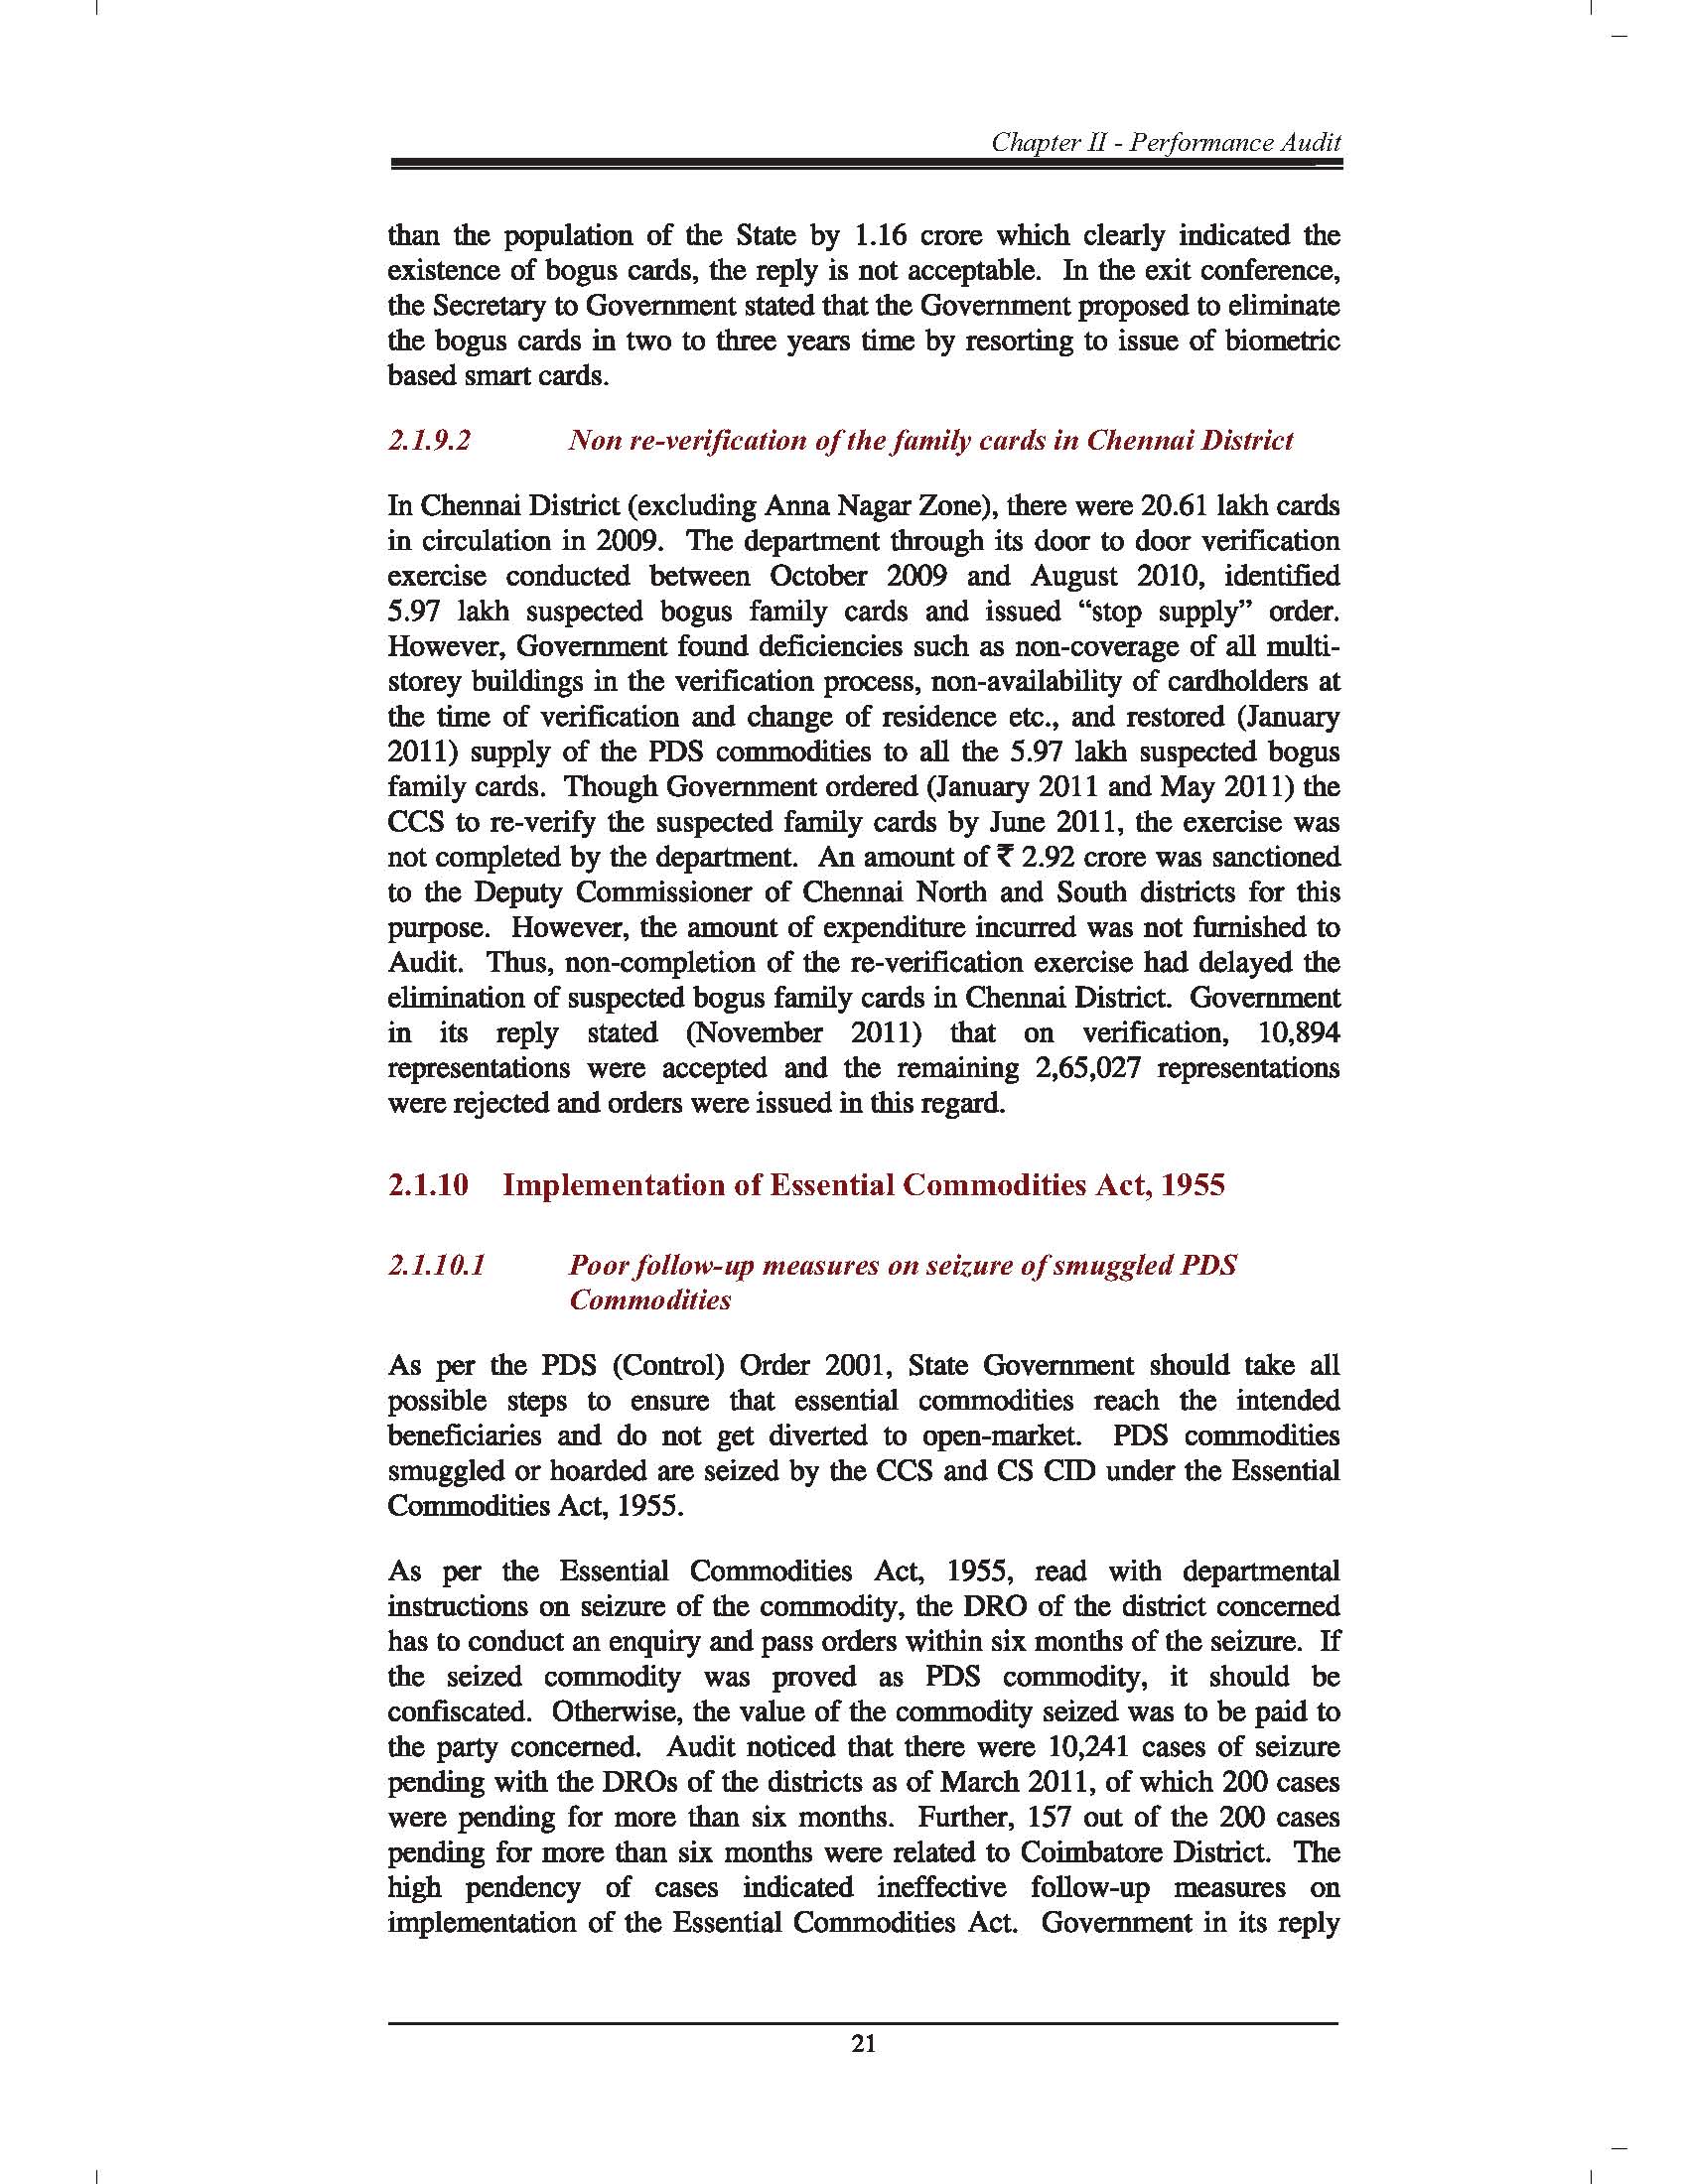 Chapter II - Performance Audit
than the population of the State by 1.16 crore which clearly indicated the
existence of bogus cards, the reply is not acceptable. In the exit conference,
the Secretary to Government stated that the Government proposed to eliminate
the bogus cards in two to three years time by resorting to issue of biometric
based smart cards.
2.1.9.2 Non re-verification of the family cards in Chennai District
In Chennai District (excluding Anna Nagar Zone), there were 20.61 lakh cards
in circulation in 2009. The department through its door to door verification
exercise conducted between October 2009 and August 2010, identified
5.97 lakh suspected bogus family cards and issued “stop supply” order.
However, Government found deficiencies such as non-coverage of all multi-
storey buildings in the verification process, non-availability of cardholders at
the time of verification and change of residence etc., and restored (January
2011) supply of the PDS commodities to all the 5.97 lakh suspected bogus
family cards. Though Government ordered (January 2011 and May 2011) the
CCS to re-verify the suspected family cards by June 2011, the exercise was
not completed by the department. An amount of ₹ 2.92 crore was sanctioned
to the Deputy Commissioner of Chennai North and South districts for this
purpose. However, the amount of expenditure incurred was not furnished to
Audit. Thus, non-completion of the re-verification exercise had delayed the
elimination of suspected bogus family cards in Chennai District. Government
in its reply stated (November 2011) that on verification, 10,894
representations were accepted and the remaining 2,65,027 representations
were rejected and orders were issued in this regard.
2.1.10 Implementation of Essential Commodities Act, 1955
2.1.10.1 Poor follow-up measures on seizure of smuggled PDS
Commodities
As per the PDS (Control) Order 2001, State Government should take all
possible steps to ensure that essential commodities reach the intended
beneficiaries and do not get diverted to open-market. PDS commodities
smuggled or hoarded are seized by the CCS and CS CID under the Essential
Commodities Act, 1955.
As per the Essential Commodities Act, 1955, read with departmental
instructions on seizure of the commodity, the DRO of the district concerned
has to conduct an enquiry and pass orders within six months of the seizure. If
the seized commodity was proved as PDS commodity, it should be
confiscated. Otherwise, the value of the commodity seized was to be paid to
the party concerned. Audit noticed that there were 10,241 cases of seizure
pending with the DROs of the districts as of March 2011, of which 200 cases
were pending for more than six months. Further, 157 out of the 200 cases
pending for more than six months were related to Coimbatore District. The
high pendency of cases indicated ineffective follow-up measures on
implementation of the Essential Commodities Act. Government in its reply
21